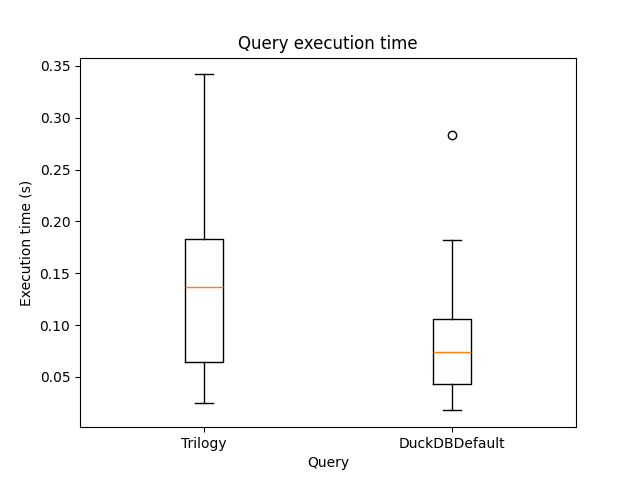 Query execution time
Execution time (s)
0.35
0.30
0.25
0.20
0.15
0.10
0.05
Trilogy
DuckDBDefault
Query